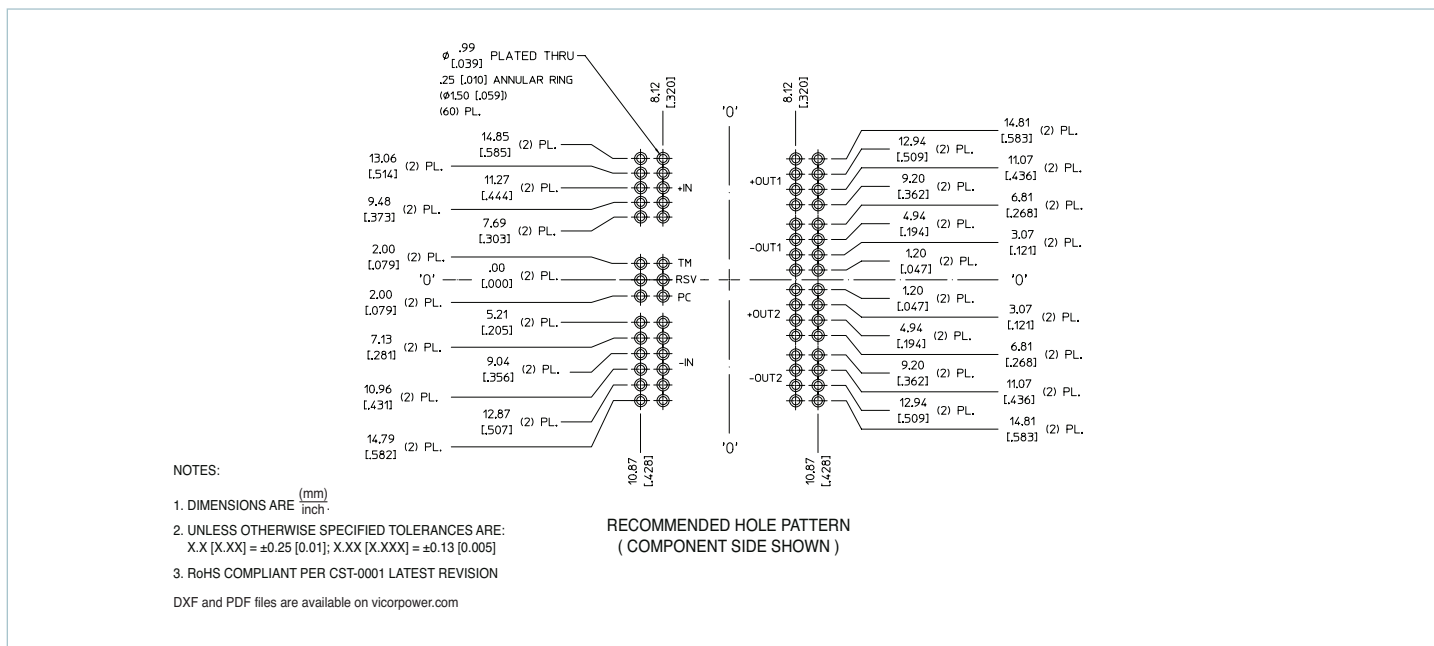 ø .99 PLATED THRU
[.039]
.25 [.010] ANNULAR RING
(ø1.50 [.059])
(60) PL.
8.12
[.320]
'0'
8.12
[.320]
14.85 (2) PL.
[.585]
13.06 (2) PL.
[.514]
11.27 (2) PL.
[.444]
9.48 (2) PL.
[.373]
7.69 (2) PL.
[.303]
2.00 (2) PL.
[.079]
'0'
.00 (2) PL.
[.000]
2.00 (2) PL.
[.079]
5.21 (2) PL.
[.205]
7.13 (2) PL.
[.281]
9.04 (2) PL.
[.356]
10.96 (2) PL.
[.431]
12.87 (2) PL.
[.507]
14.79 (2) PL.
[.582]
+IN
TM
RSV
PC
-IN
10.87
[.428]
'0'
+OUT1
-OUT1
+OUT2
-OUT2
10.87
[.428]
14.81 (2) PL.
[.583]
12.94 (2) PL.
[.509]
11.07 (2) PL.
[.436]
9.20 (2) PL.
[.362]
6.81 (2) PL.
[.268]
4.94 (2) PL.
[.194]
3.07 (2) PL.
[.121]
1.20 (2) PL.
[.047]
'0'
1.20 (2) PL.
[.047]
3.07 (2) PL.
[.121]
4.94 (2) PL.
[.194]
6.81 (2) PL.
[.268]
9.20 (2) PL.
[.362]
11.07 (2) PL.
[.436]
12.94 (2) PL.
[.509]
14.81 (2) PL.
[.583]
RECOMMENDED HOLE PATTERN
( COMPONENT SIDE SHOWN )
NOTES:
1. DIMENSIONS ARE (mm)
inch.
2. UNLESS OTHERWISE SPECIFIED TOLERANCES ARE:
X.X [X.XX] = ±0.25 [0.01]; X.XX [X.XXX] = ±0.13 [0.005]
3. RoHS COMPLIANT PER CST-0001 LATEST REVISION
DXF and PDF files are available on vicorpower.com